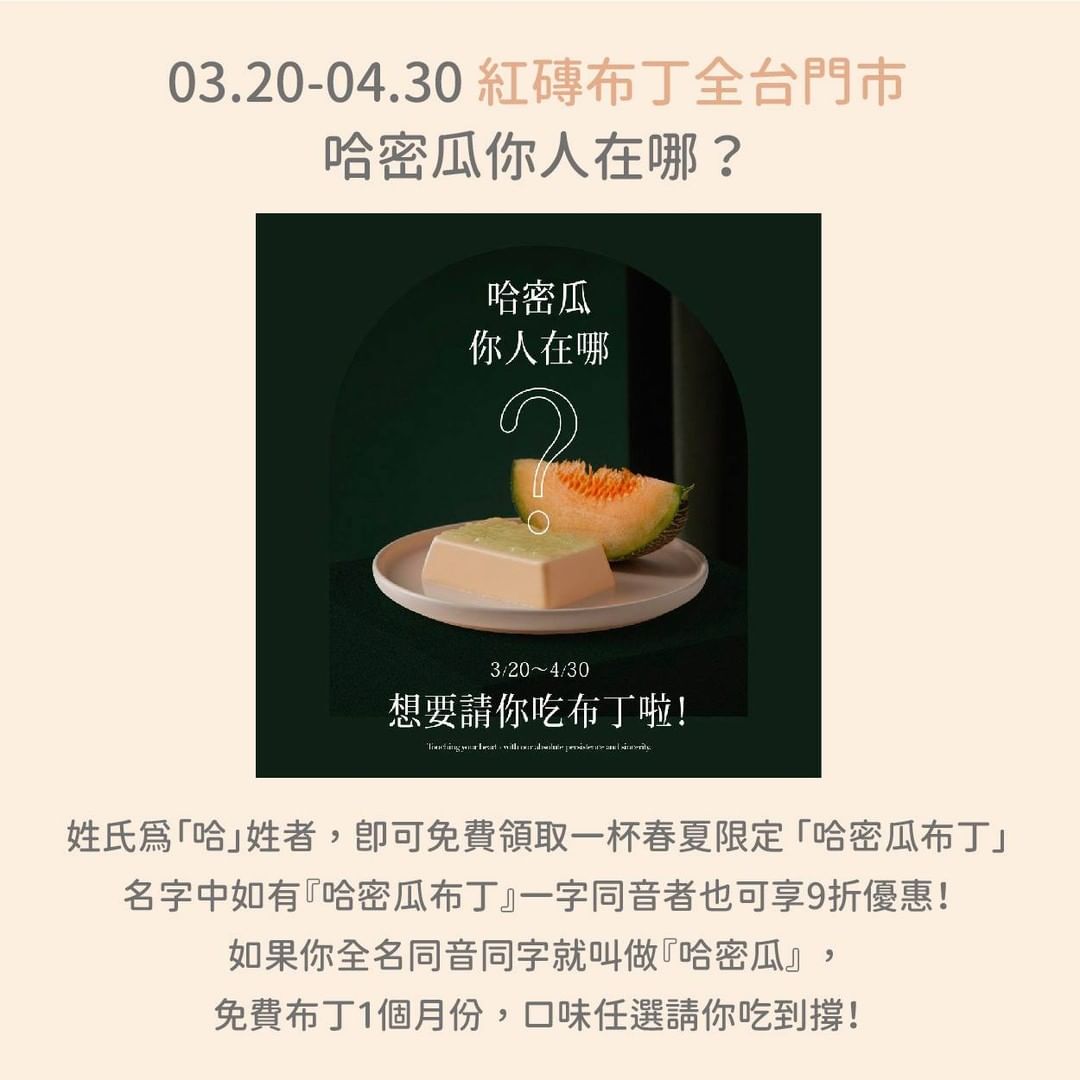 03.20-04.30 紅磚布丁全台門市
哈密瓜你人在哪？
哈密瓜
你人在哪
?
3/20～4/30
想要請你吃布丁啦!
Touching your heart - with our absolute persistence and sincerity.
姓氏為「哈」姓者，即可免費領取一杯春夏限定「哈密瓜布丁」
名字中如有『哈密瓜布丁』一字同音者也可享9折優惠!
如果你全名同音同字就叫做『哈密瓜』，
免費布丁1個月份，口味任選請你吃到撐!